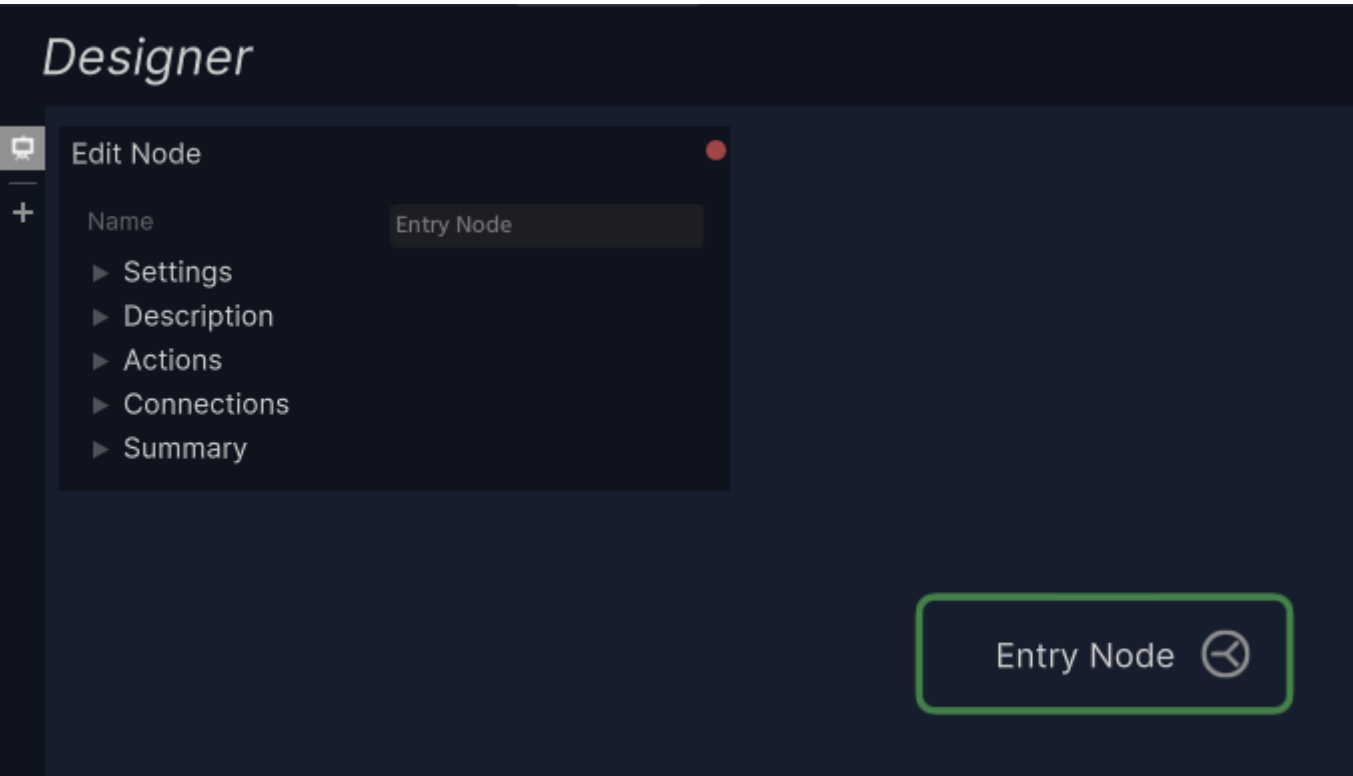 Designer
Edit Node
Name
Entry Node
Settings
Description
Actions
Connections
Summary
Entry Node